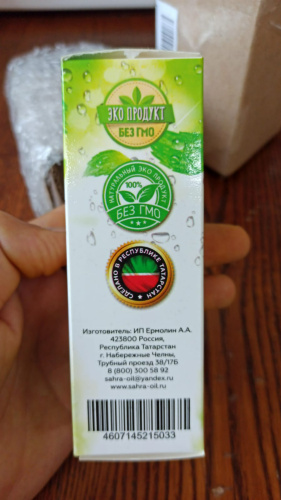 ЭКО ПРОДУКТ
БЕЗ ГМО
НАТУРАЛЬНЫЙ ЭКО ПРОДУКТ
100%
БЕЗ ГМО
СДЕЛАНО В РЕСПУБЛИКЕ ТАТАРСТАН
Изготовитель: ИП Ермолин А.А.
423800 Россия,
Республика Татарстан
г. Набережные Челны,
Трубный проезд 38/17Б
8 (800) 300 58 92
sahra-oil@yandex.ru
www.sahra-oil.ru
4607145215033